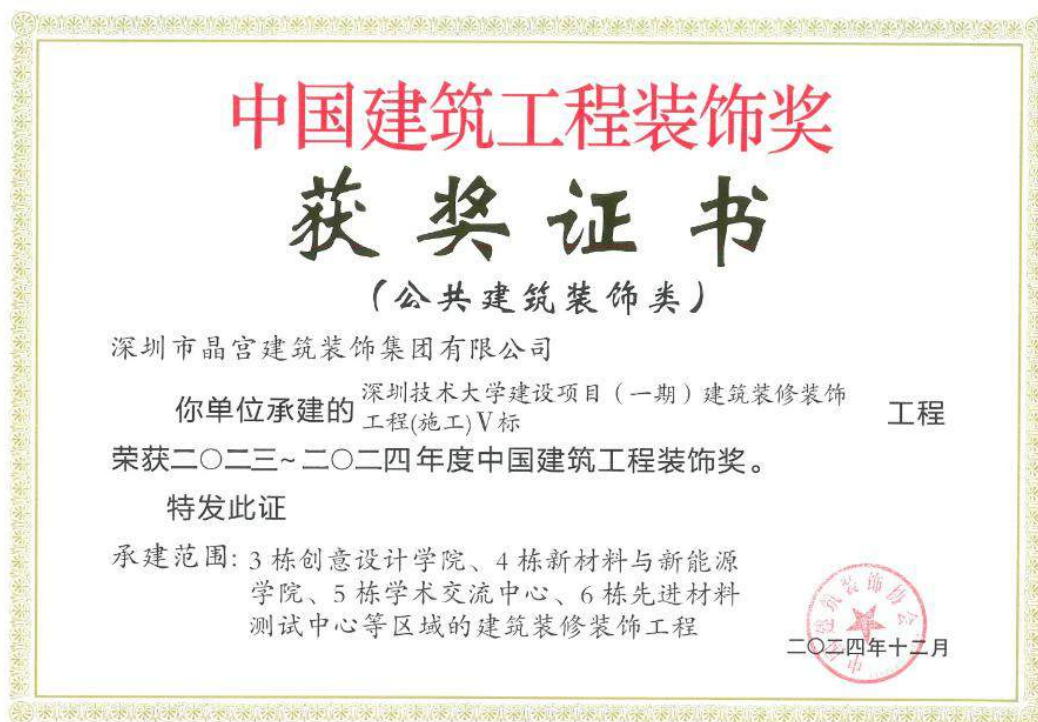 中国建筑工程装饰奖
获奖证书
(公共建筑装饰类)
深圳市晶宫建筑装饰集团有限公司
你单位承建的 深圳技术大学建设项目(一期)建筑装修装饰 工程
工程(施工)V标
荣获二〇二三~二〇二四年度中国建筑工程装饰奖。
特发此证
承建范围: 3栋创意设计学院、4栋新材料与新能源
学院、5栋学术交流中心、6栋先进材料
测试中心等区域的建筑装修装饰工程
中国建筑装饰协会
二〇二四年十二月